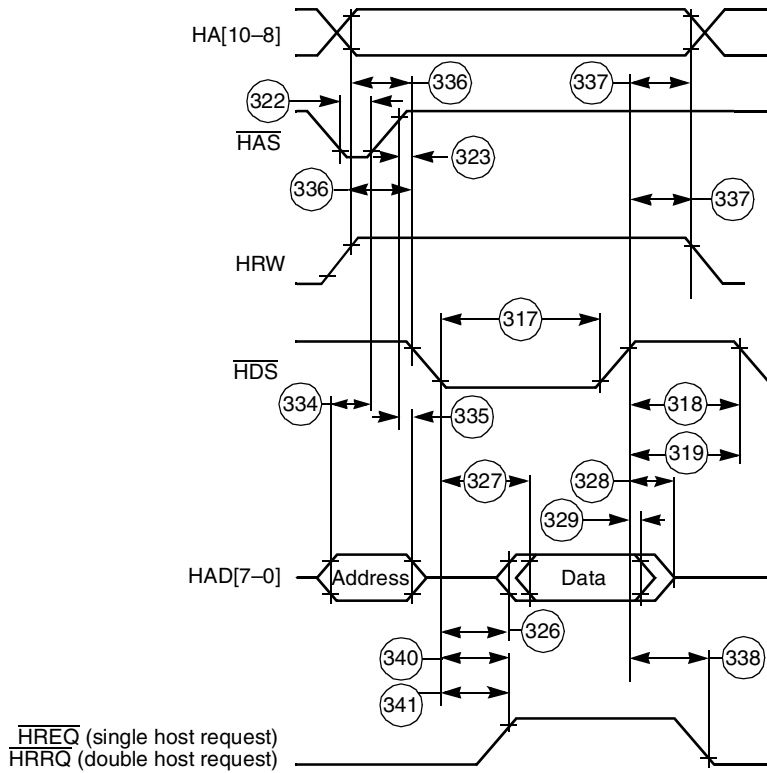 HA[10–8]
336
337
322
HAS
323
336
337
HRW
317
HDS
334
335
318
319
327
328
329
HAD[7–0]
Address
Data
326
340
338
341
HREQ (single host request)
HRRQ (double host request)